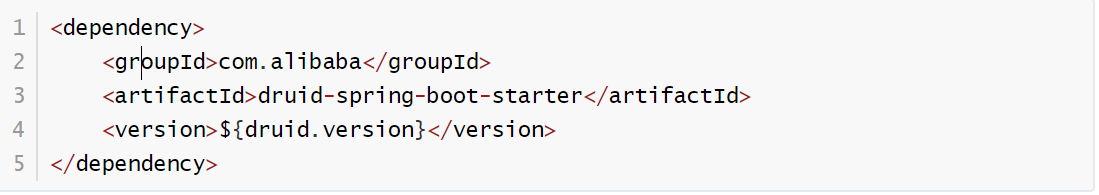 1 <dependency>
2     <groupId>com.alibaba</groupId>
3     <artifactId>druid-spring-boot-starter</artifactId>
4     <version>${druid.version}</version>
5 </dependency>